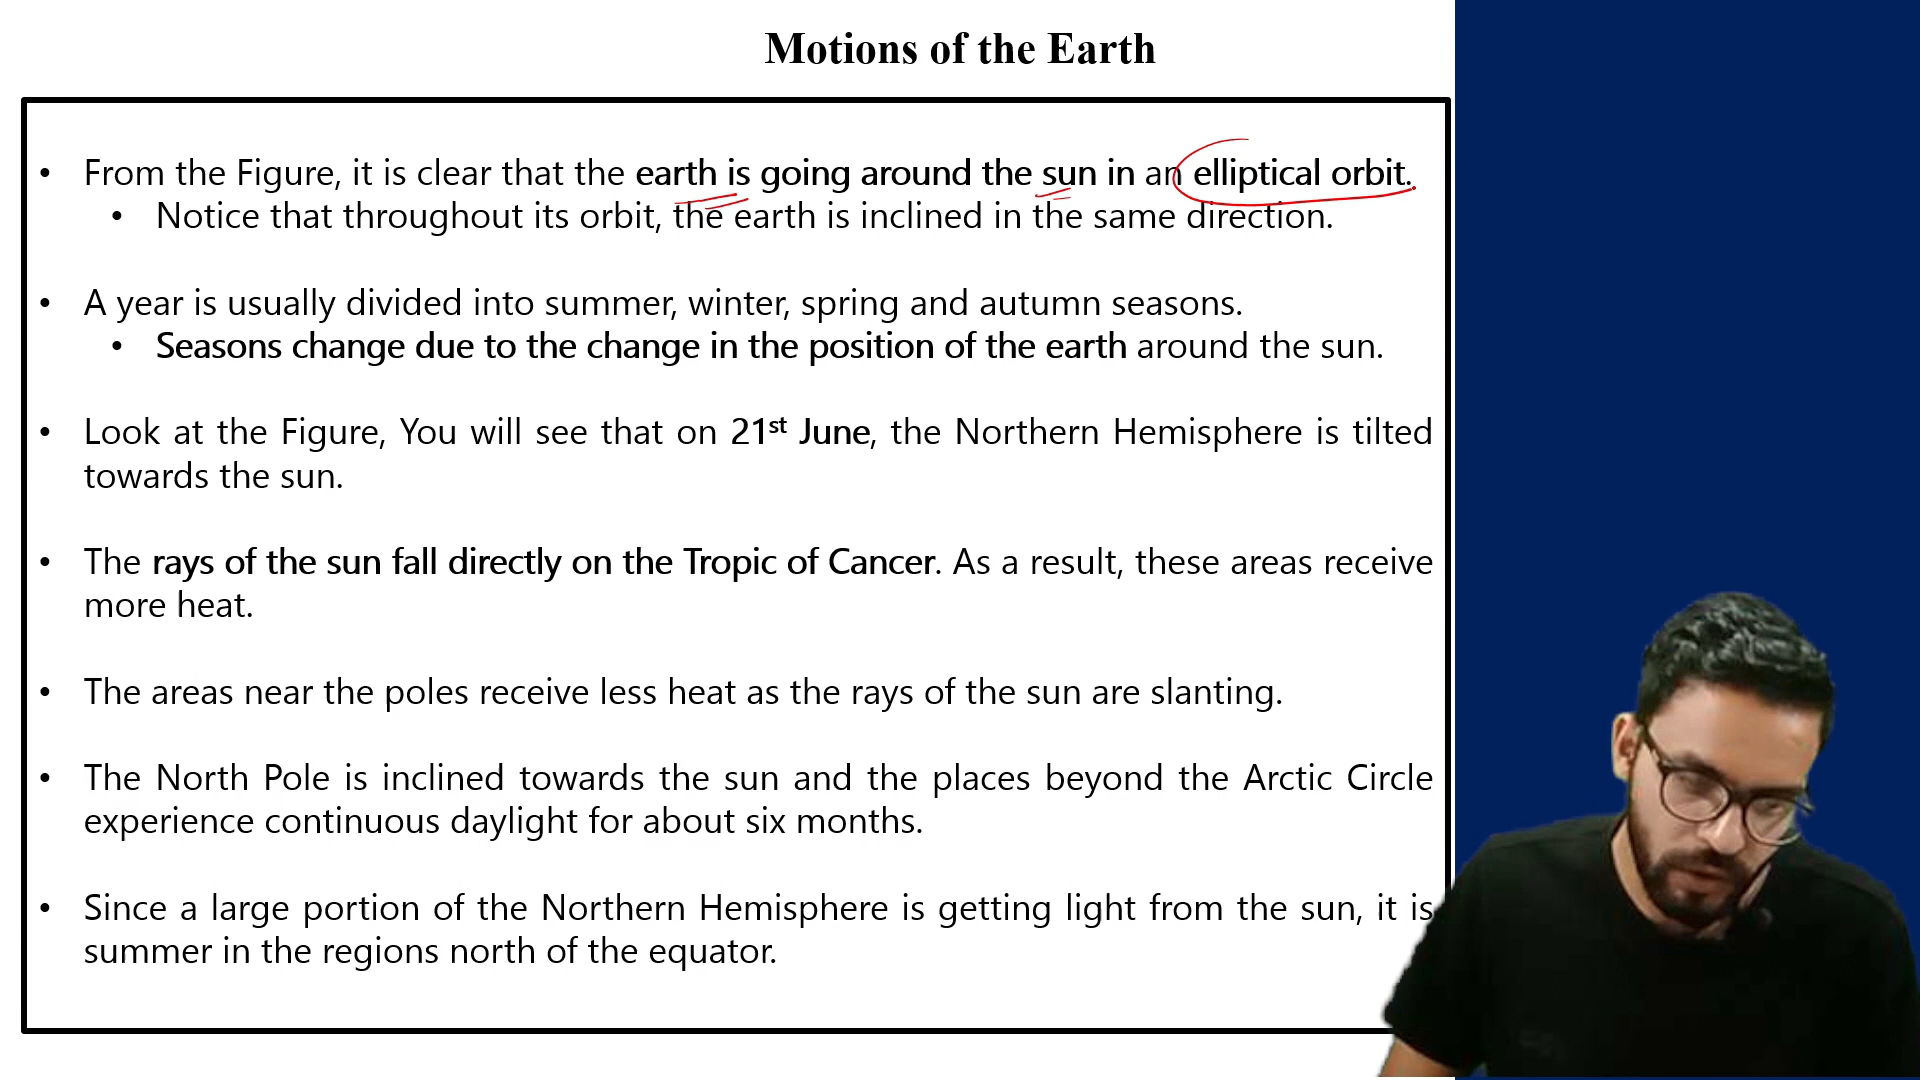 Motions of the Earth
• From the Figure, it is clear that the earth is going around the sun in an elliptical orbit.
• Notice that throughout its orbit, the earth is inclined in the same direction.
• A year is usually divided into summer, winter, spring and autumn seasons.
• Seasons change due to the change in the position of the earth around the sun.
• Look at the Figure, You will see that on 21st June, the Northern Hemisphere is tilted
towards the sun.
• The rays of the sun fall directly on the Tropic of Cancer. As a result, these areas receive
more heat.
• The areas near the poles receive less heat as the rays of the sun are slanting.
• The North Pole is inclined towards the sun and the places beyond the Arctic Circle
experience continuous daylight for about six months.
• Since a large portion of the Northern Hemisphere is getting light from the sun, it is
summer in the regions north of the equator.